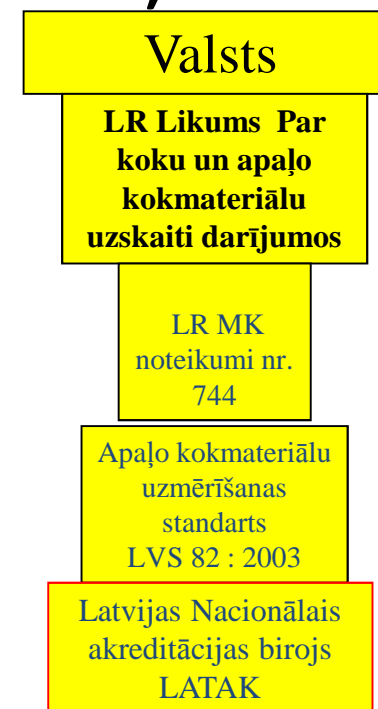 Valsts
LR Likums Par
koku un apaļo
kokmateriālu
uzskaiti darījumos
LR MK
noteikumi nr.
744
Apaļo kokmateriālu
uzmērīšanas
standarts
LVS 82 : 2003
Latvijas Nacionālais
akreditācijas birojs
LATAK